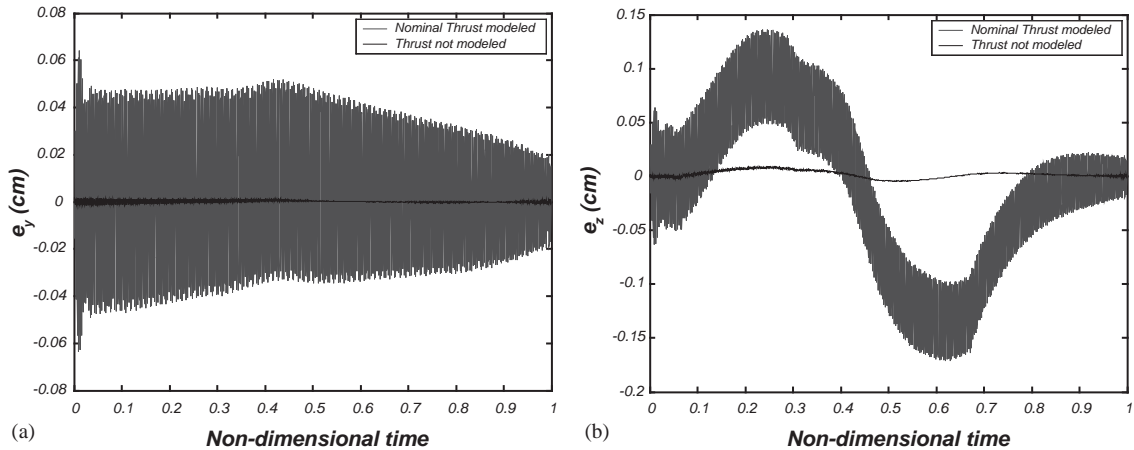 0.08
0.06
0.04
0.02
0
-0.02
-0.04
-0.06
-0.08
e_y (cm)
Nominal Thrust modeled
Thrust not modeled
0 0.1 0.2 0.3 0.4 0.5 0.6 0.7 0.8 0.9 1
(a)
Non-dimensional time
0.15
0.1
0.05
0
-0.05
-0.1
-0.15
-0.2
e_z (cm)
Nominal Thrust modeled
Thrust not modeled
0 0.1 0.2 0.3 0.4 0.5 0.6 0.7 0.8 0.9 1
(b)
Non-dimensional time